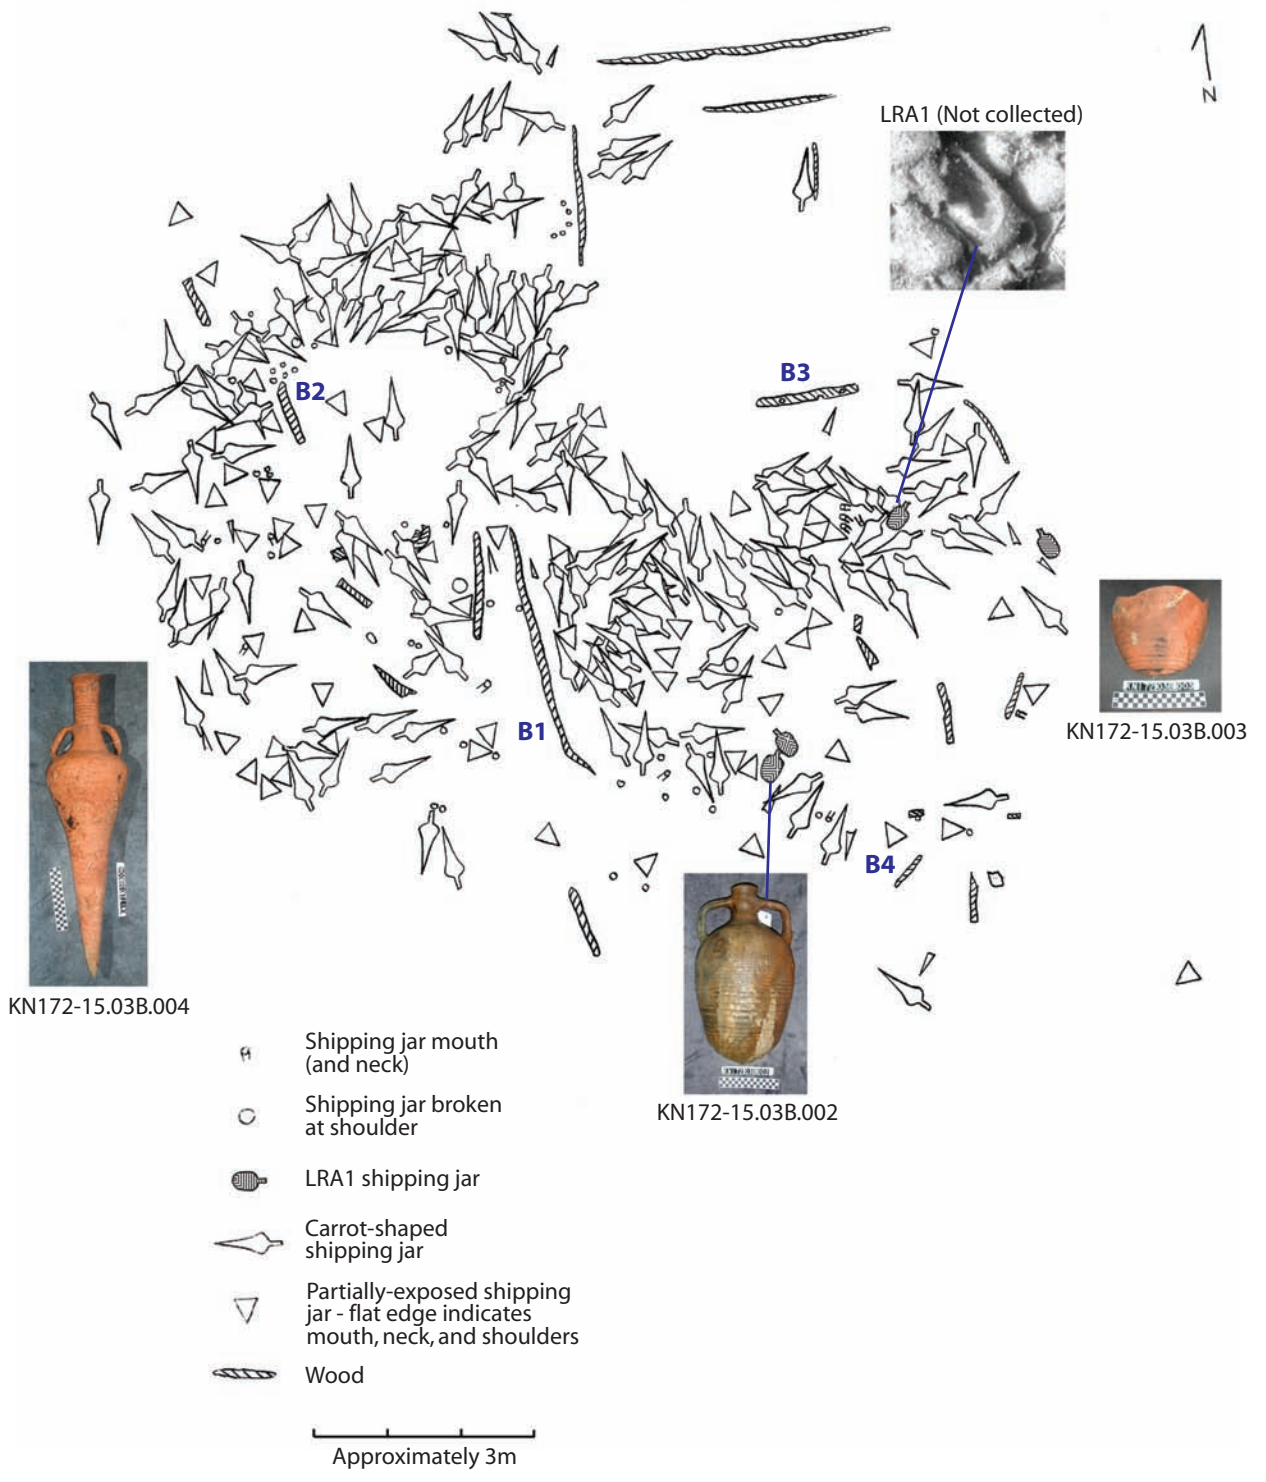 N
LRA1 (Not collected)
B3
B2
KN172-15.03B.003
B1
B4
KN172-15.03B.004
KN172-15.03B.002
Shipping jar mouth
(and neck)
Shipping jar broken
at shoulder
LRA1 shipping jar
Carrot-shaped
shipping jar
Partially-exposed shipping
jar - flat edge indicates
mouth, neck, and shoulders
Wood
Approximately 3m